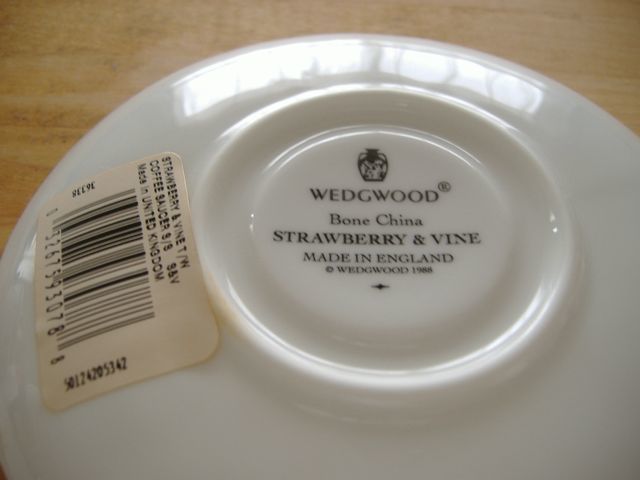 WEDGWOOD®
Bone China
STRAWBERRY & VINE
MADE IN ENGLAND
© WEDGWOOD 1988
STRAWBERRY & VINE T/W
COFFEE SAUCER S/S S&V
Made in UNITED KINGDOM
36338
50124205342